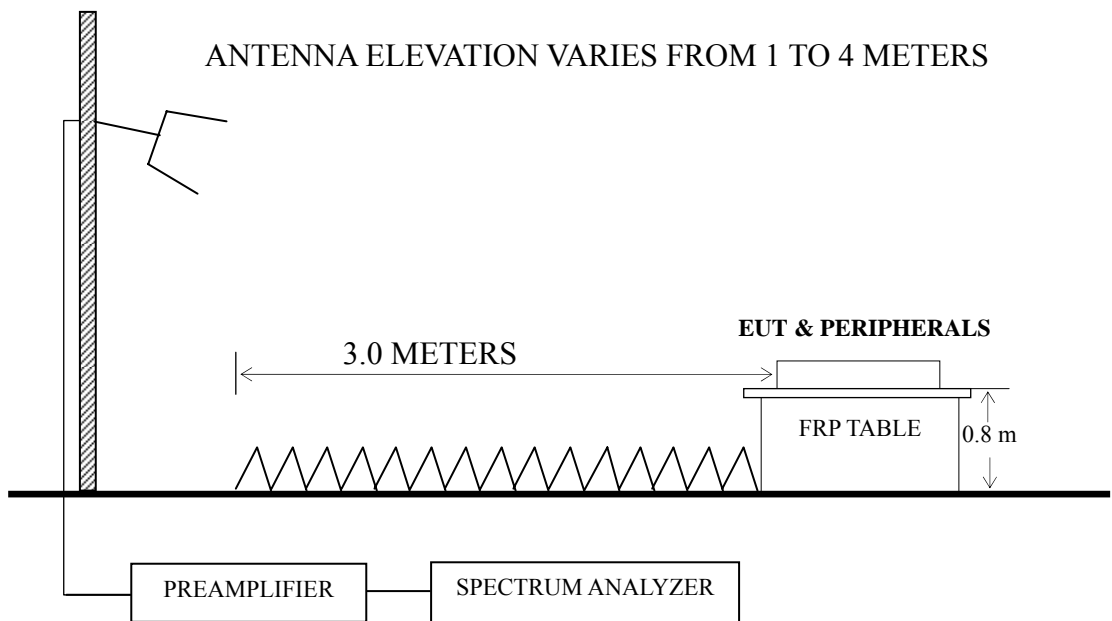 ANTENNA ELEVATION VARIES FROM 1 TO 4 METERS
EUT & PERIPHERALS
3.0 METERS
FRP TABLE
0.8 m
PREAMPLIFIER
SPECTRUM ANALYZER